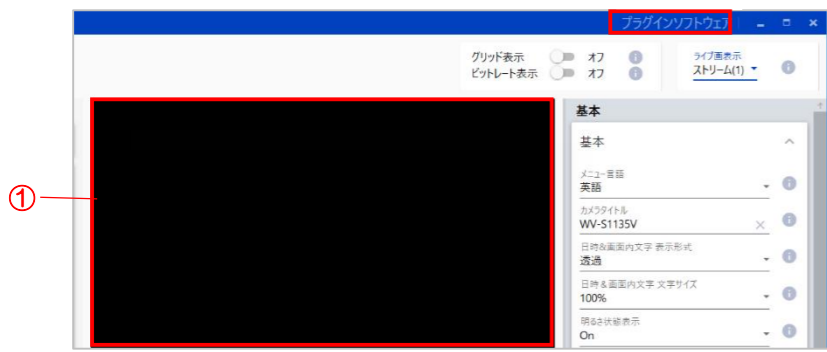 プラグインソフトウェア
グリッド表示 オフ
ビットレート表示 オフ
ライブ画表示
ストリーム(1)
①
基本
基本
メニュー言語
英語
カメラタイトル
WV-S1135V
日時&画面内文字 表示形式
透過
日時 & 画面内文字 文字サイズ
100%
明るさ状態表示
On